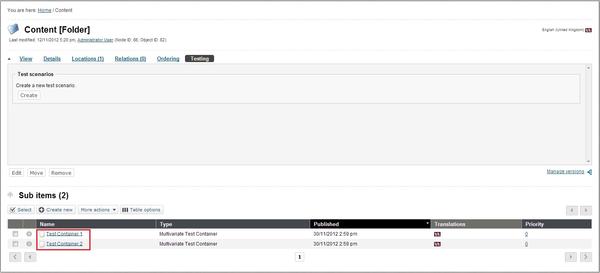 You are here: Home / Content
Content [Folder]
English (United Kingdom)
Last modified: 12/11/2012 5:20 pm, Administrator User (Node ID: 68, Object ID: 62)
View Details Locations (1) Relations (0) Ordering Testing
Test scenarios
Create a new test scenario.
Create
Edit Move Remove Manage versions
Sub items (2)
Select Create new More actions Table options
Name Type Published Translations Priority
Test Container 1 Multivariate Test Container 30/11/2012 2:59 pm 0
Test Container 2 Multivariate Test Container 30/11/2012 2:59 pm 0
1